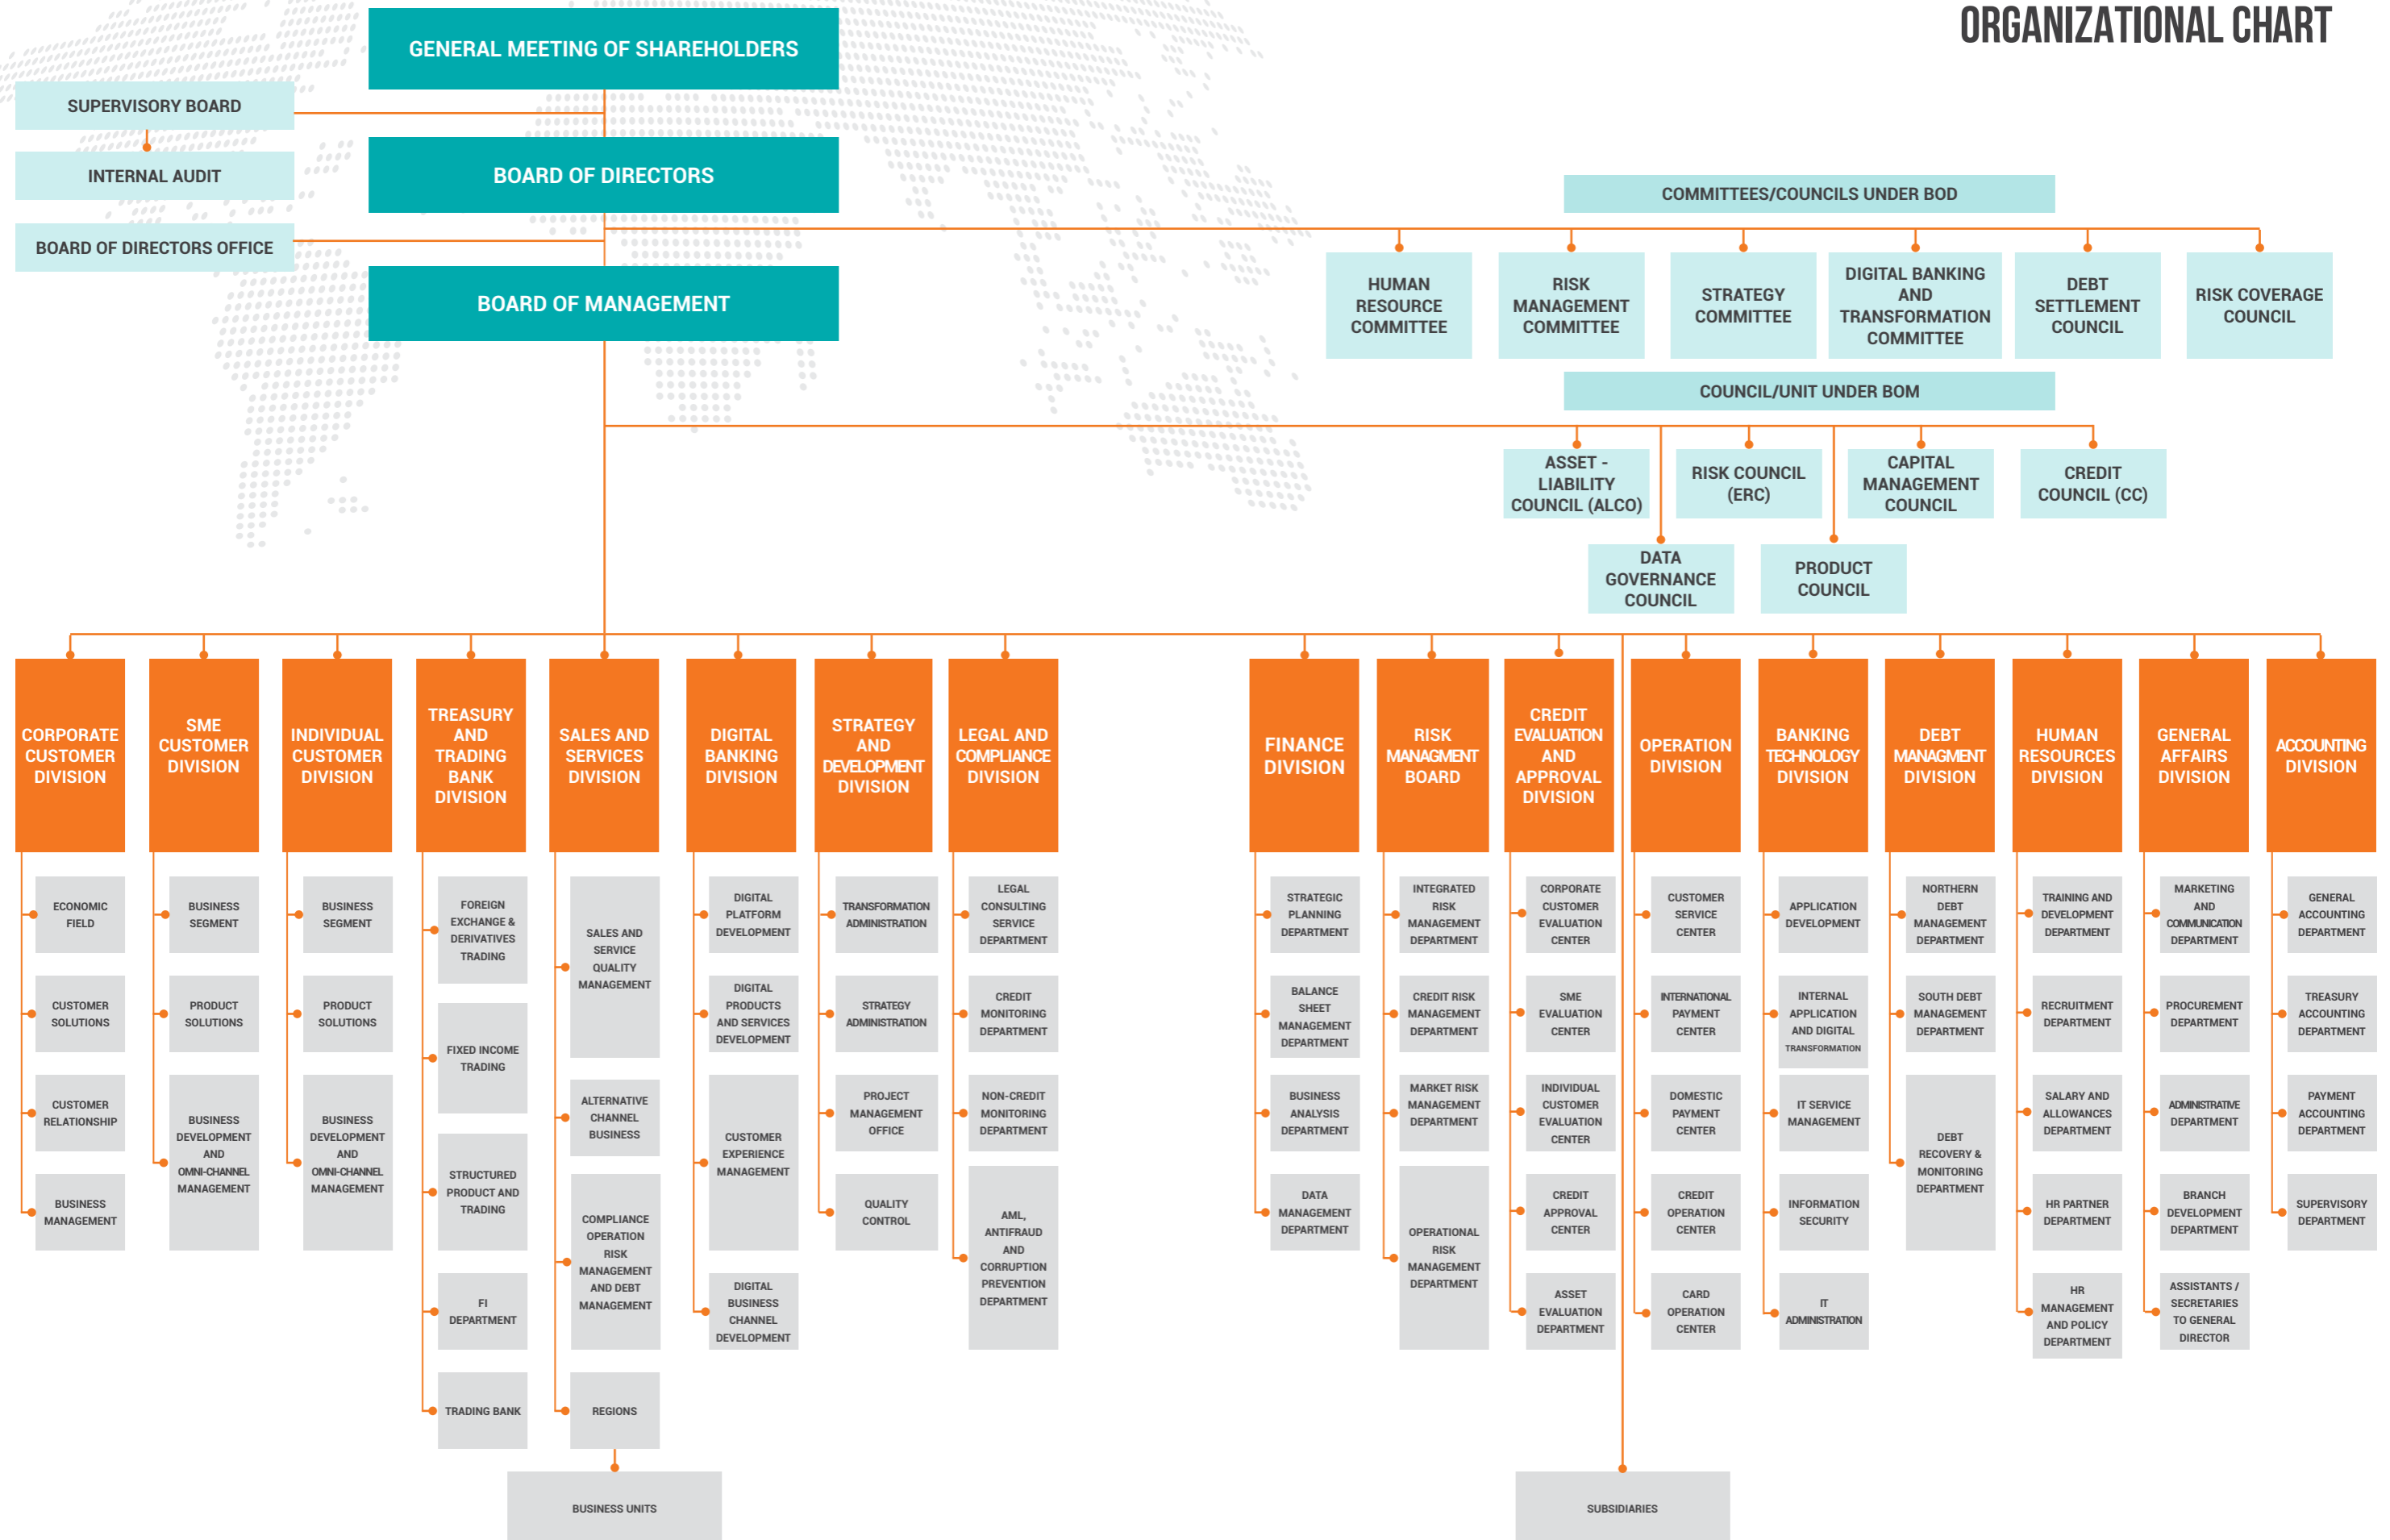 ORGANIZATIONAL CHART
GENERAL MEETING OF SHAREHOLDERS
SUPERVISORY BOARD
INTERNAL AUDIT
BOARD OF DIRECTORS
BOARD OF DIRECTORS OFFICE
BOARD OF MANAGEMENT
COMMITTEES/COUNCILS UNDER BOD
HUMAN
RESOURCE
COMMITTEE
RISK
MANAGEMENT
COMMITTEE
STRATEGY
COMMITTEE
DIGITAL BANKING
AND
TRANSFORMATION
COMMITTEE
DEBT
SETTLEMENT
COUNCIL
RISK COVERAGE
COUNCIL
COUNCIL/UNIT UNDER BOM
ASSET -
LIABILITY
COUNCIL (ALCO)
RISK COUNCIL
(ERC)
CAPITAL
MANAGEMENT
COUNCIL
CREDIT
COUNCIL (CC)
DATA
GOVERNANCE
COUNCIL
PRODUCT
COUNCIL
CORPORATE
CUSTOMER
DIVISION
ECONOMIC
FIELD
CUSTOMER
SOLUTIONS
CUSTOMER
RELATIONSHIP
BUSINESS
MANAGEMENT
SME
CUSTOMER
DIVISION
BUSINESS
SEGMENT
PRODUCT
SOLUTIONS
BUSINESS
DEVELOPMENT
AND
OMNI-CHANNEL
MANAGEMENT
INDIVIDUAL
CUSTOMER
DIVISION
BUSINESS
SEGMENT
PRODUCT
SOLUTIONS
BUSINESS
DEVELOPMENT
AND
OMNI-CHANNEL
MANAGEMENT
TREASURY
AND
TRADING
BANK
DIVISION
FOREIGN
EXCHANGE &
DERIVATIVES
TRADING
FIXED INCOME
TRADING
STRUCTURED
PRODUCT AND
TRADING
FI
DEPARTMENT
TRADING BANK
SALES AND
SERVICES
DIVISION
SALES AND
SERVICE
QUALITY
MANAGEMENT
ALTERNATIVE
CHANNEL
BUSINESS
COMPLIANCE
OPERATION
RISK
MANAGEMENT
AND DEBT
MANAGEMENT
REGIONS
BUSINESS UNITS
DIGITAL
BANKING
DIVISION
DIGITAL
PLATFORM
DEVELOPMENT
DIGITAL
PRODUCTS
AND SERVICES
DEVELOPMENT
CUSTOMER
EXPERIENCE
MANAGEMENT
DIGITAL
BUSINESS
CHANNEL
DEVELOPMENT
STRATEGY
AND
DEVELOPMENT
DIVISION
TRANSFORMATION
ADMINISTRATION
STRATEGY
ADMINISTRATION
PROJECT
MANAGEMENT
OFFICE
QUALITY
CONTROL
LEGAL AND
COMPLIANCE
DIVISION
LEGAL
CONSULTING
SERVICE
DEPARTMENT
CREDIT
MONITORING
DEPARTMENT
NON-CREDIT
MONITORING
DEPARTMENT
AML,
ANTIFRAUD
AND
CORRUPTION
PREVENTION
DEPARTMENT
FINANCE
DIVISION
STRATEGIC
PLANNING
DEPARTMENT
BALANCE
SHEET
MANAGEMENT
DEPARTMENT
BUSINESS
ANALYSIS
DEPARTMENT
DATA
MANAGEMENT
DEPARTMENT
RISK
MANAGMENT
BOARD
INTEGRATED
RISK
MANAGEMENT
DEPARTMENT
CREDIT RISK
MANAGEMENT
DEPARTMENT
MARKET RISK
MANAGEMENT
DEPARTMENT
OPERATIONAL
RISK
MANAGEMENT
DEPARTMENT
CREDIT
EVALUATION
AND
APPROVAL
DIVISION
CORPORATE
CUSTOMER
EVALUATION
CENTER
SME
EVALUATION
CENTER
INDIVIDUAL
CUSTOMER
EVALUATION
CENTER
CREDIT
APPROVAL
CENTER
ASSET
EVALUATION
DEPARTMENT
SUBSIDIARIES
OPERATION
DIVISION
CUSTOMER
SERVICE
CENTER
INTERNATIONAL
PAYMENT
CENTER
DOMESTIC
PAYMENT
CENTER
CREDIT
OPERATION
CENTER
CARD
OPERATION
CENTER
BANKING
TECHNOLOGY
DIVISION
APPLICATION
DEVELOPMENT
INTERNAL
APPLICATION
AND DIGITAL
TRANSFORMATION
IT SERVICE
MANAGEMENT
INFORMATION
SECURITY
IT
ADMINISTRATION
DEBT
MANAGMENT
DIVISION
NORTHERN
DEBT
MANAGEMENT
DEPARTMENT
SOUTH DEBT
MANAGEMENT
DEPARTMENT
DEBT
RECOVERY &
MONITORING
DEPARTMENT
HUMAN
RESOURCES
DIVISION
TRAINING AND
DEVELOPMENT
DEPARTMENT
RECRUITMENT
DEPARTMENT
SALARY AND
ALLOWANCES
DEPARTMENT
HR PARTNER
DEPARTMENT
HR
MANAGEMENT
AND POLICY
DEPARTMENT
GENERAL
AFFAIRS
DIVISION
MARKETING
AND
COMMUNICATION
DEPARTMENT
PROCUREMENT
DEPARTMENT
ADMINISTRATIVE
DEPARTMENT
BRANCH
DEVELOPMENT
DEPARTMENT
ASSISTANTS /
SECRETARIES
TO GENERAL
DIRECTOR
ACCOUNTING
DIVISION
GENERAL
ACCOUNTING
DEPARTMENT
TREASURY
ACCOUNTING
DEPARTMENT
PAYMENT
ACCOUNTING
DEPARTMENT
SUPERVISORY
DEPARTMENT